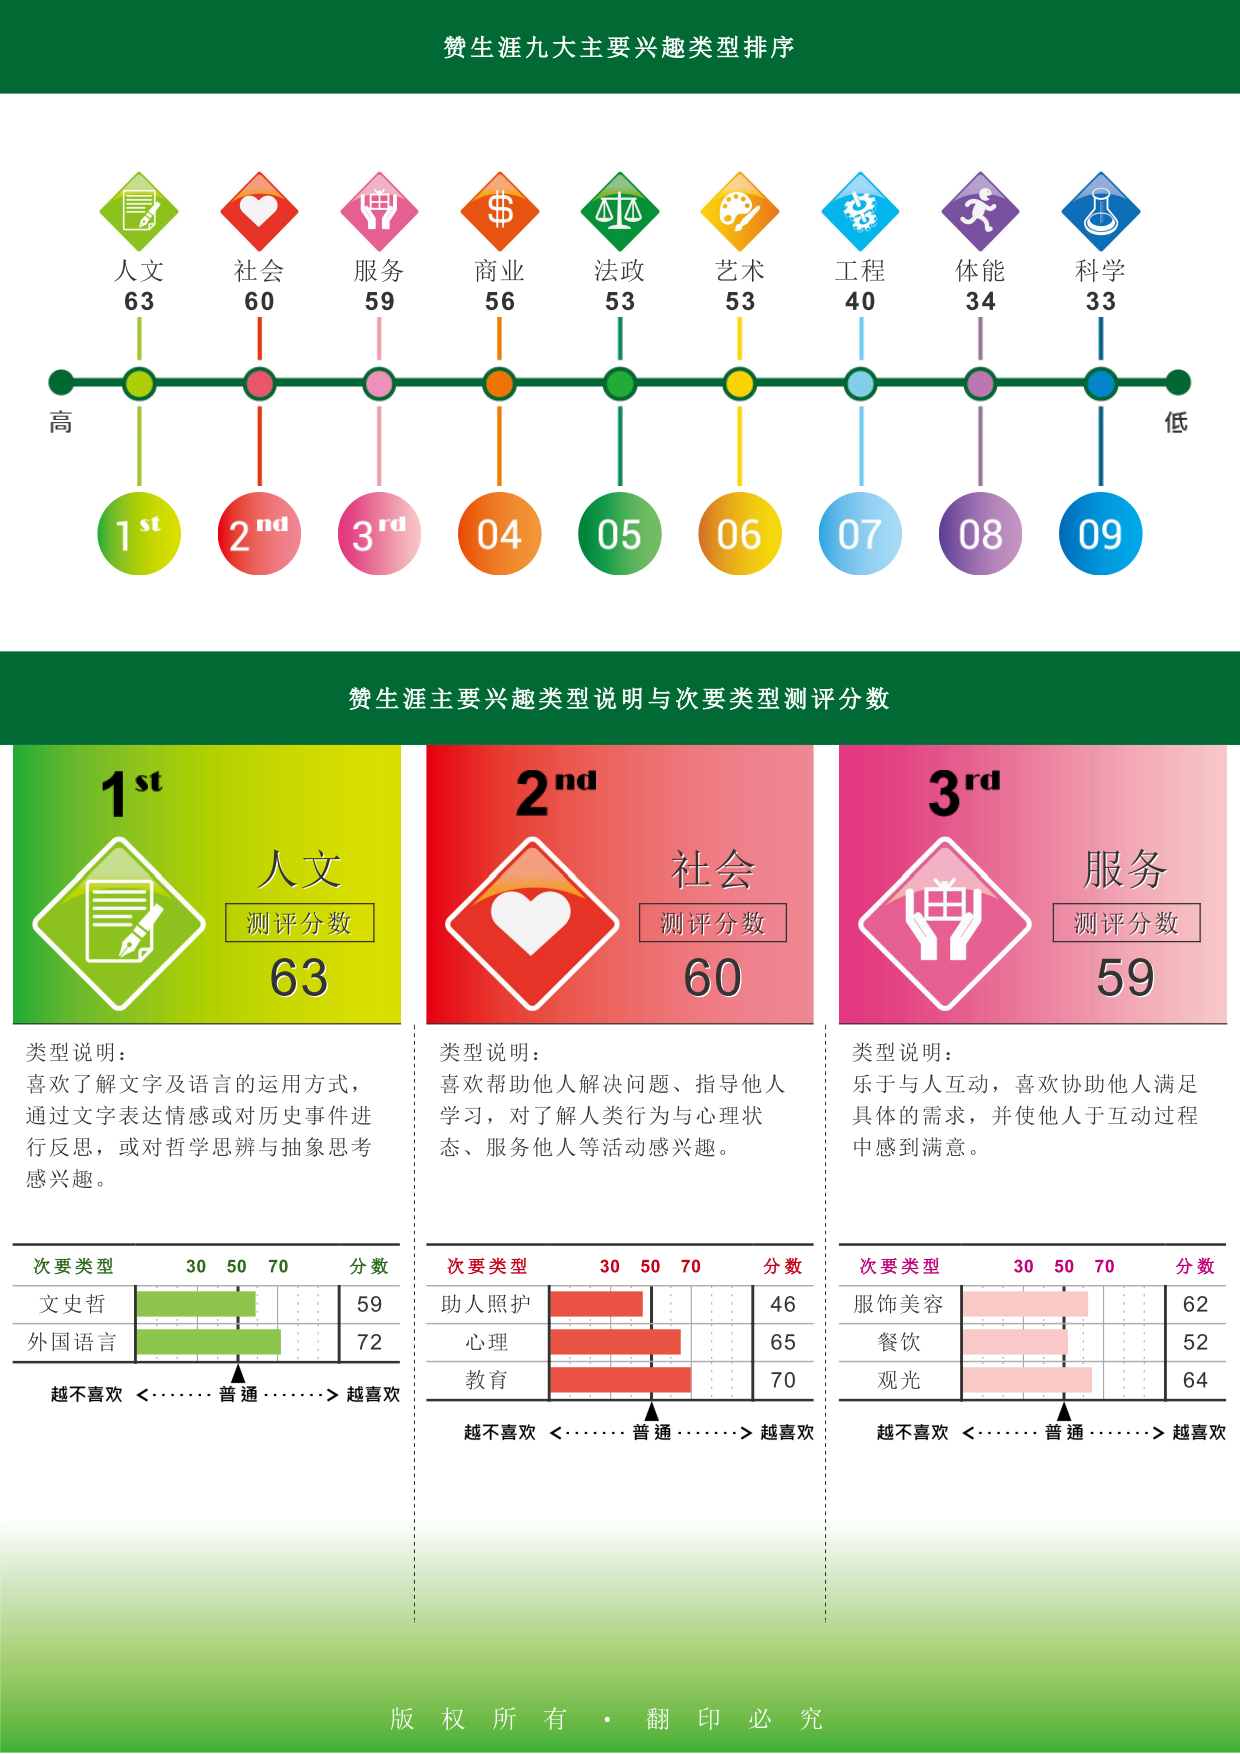 赞生涯九大主要兴趣类型排序
人文 社会 服务 商业 法政 艺术 工程 体能 科学
63 60 59 56 53 53 40 34 33
高 低
1st 2nd 3rd 04 05 06 07 08 09
赞生涯主要兴趣类型说明与次要类型测评分数
1st
人文
测评分数
63
类型说明：
喜欢了解文字及语言的运用方式，
通过文字表达情感或对历史事件进
行反思，或对哲学思辨与抽象思考
感兴趣。
次要类型 30 50 70 分数
文史哲 59
外国语言 72
越不喜欢 <······· 普通 ·······> 越喜欢
2nd
社会
测评分数
60
类型说明：
喜欢帮助他人解决问题、指导他人
学习，对了解人类行为与心理状
态、服务他人等活动感兴趣。
次要类型 30 50 70 分数
助人照护 46
心理 65
教育 70
越不喜欢 <······· 普通 ·······> 越喜欢
3rd
服务
测评分数
59
类型说明：
乐于与人互动，喜欢协助他人满足
具体的需求，并使他人于互动过程
中感到满意。
次要类型 30 50 70 分数
服饰美容 62
餐饮 52
观光 64
越不喜欢 <······· 普通 ·······> 越喜欢
版权所有·翻印必究